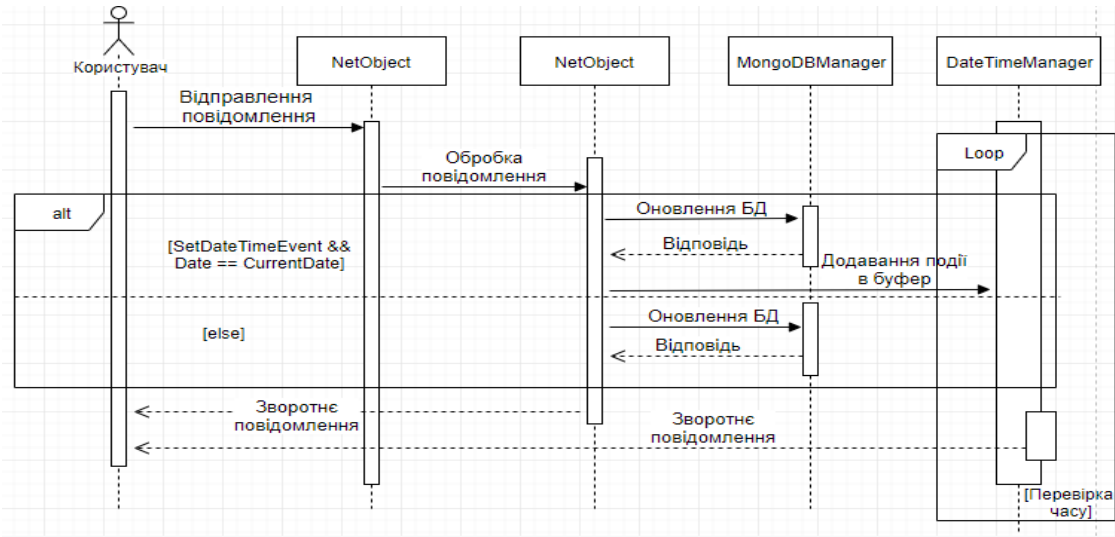 Користувач
NetObject
NetObject
MongoDBManager
DateTimeManager
Відправлення
повідомлення
Loop
Обробка
повідомлення
alt
Оновлення БД
[SetDateTimeEvent &&
Date == CurrentDate]
Відповідь
Додавання події
в буфер
Оновлення БД
[else]
Відповідь
Зворотнє
повідомлення
Зворотнє
повідомлення
[Перевірка
часу]